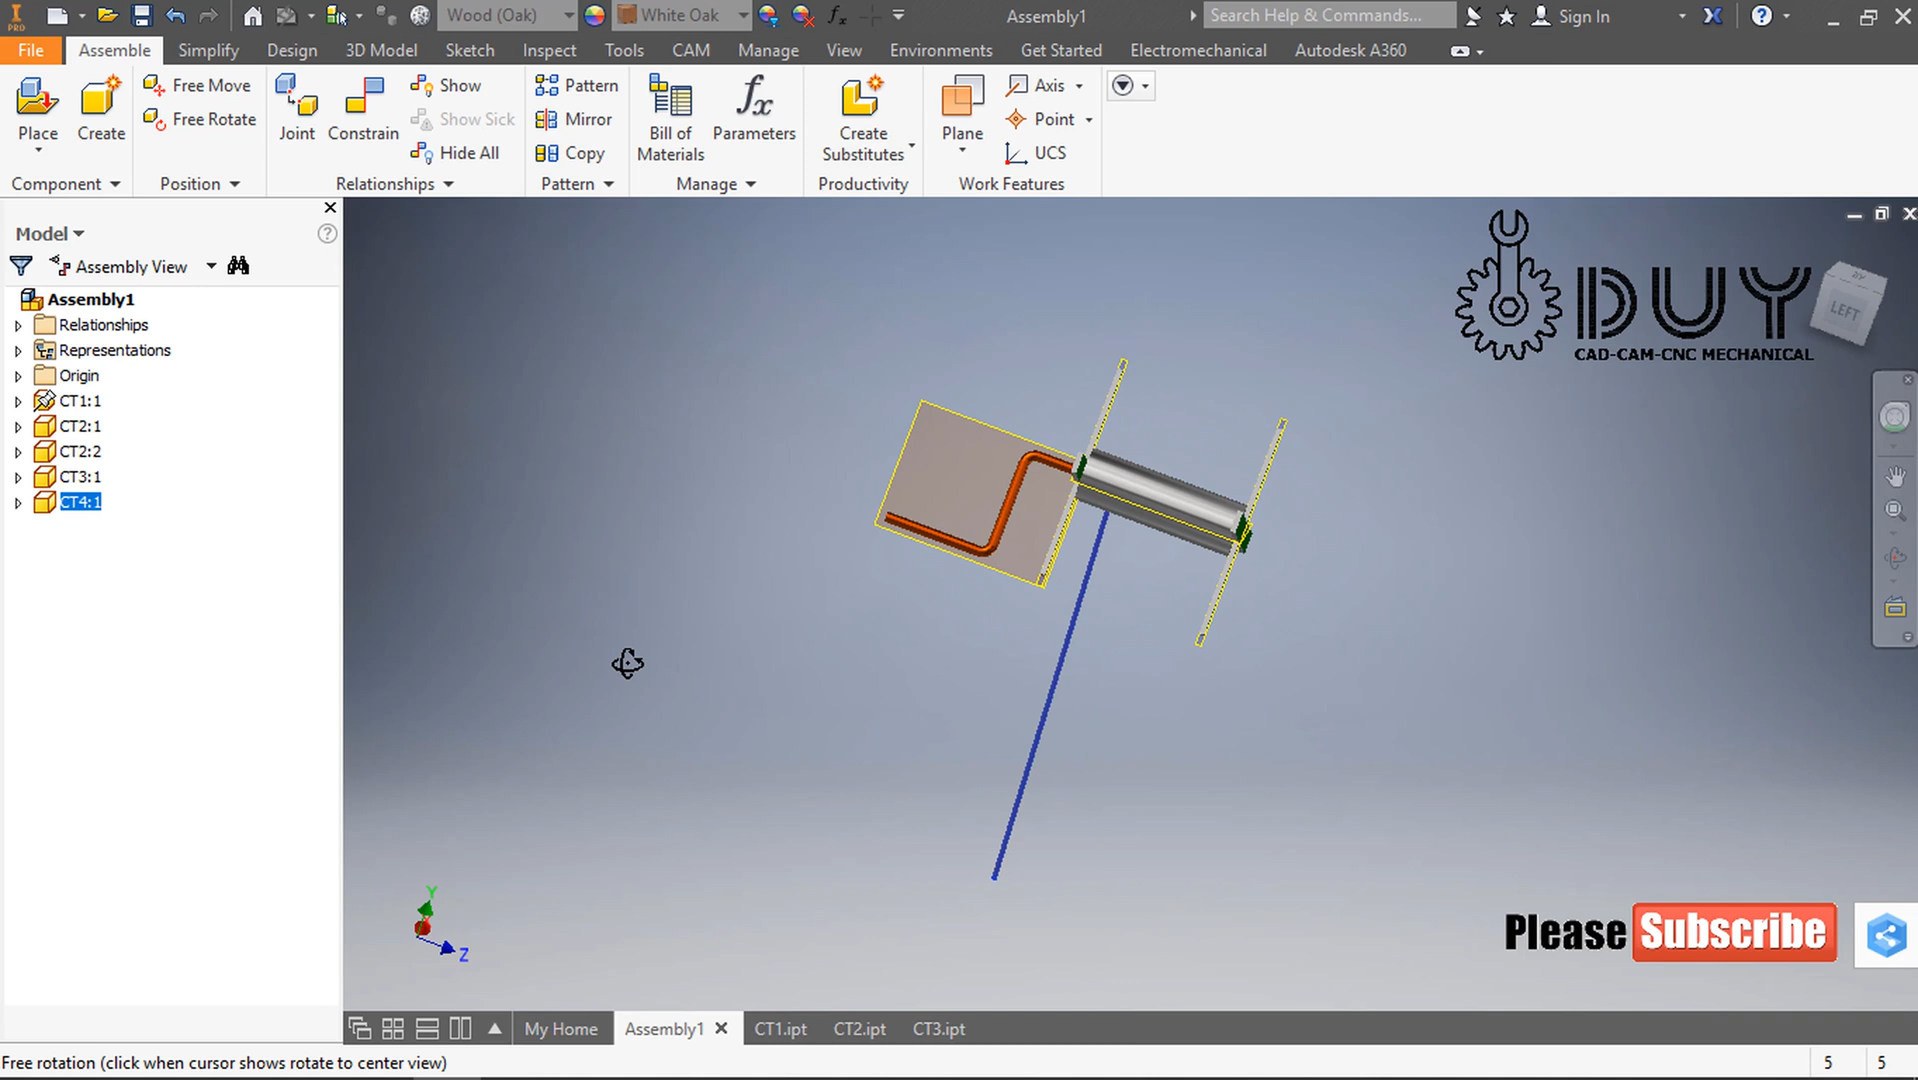 PRO
Wood (Oak)
White Oak
fx
Assembly1
Search Help & Commands...
Sign In
File
Assemble
Simplify
Design
3D Model
Sketch
Inspect
Tools
CAM
Manage
View
Environments
Get Started
Electromechanical
Autodesk A360
Place
Create
Free Move
Free Rotate
Joint
Constrain
Show
Show Sick
Hide All
Pattern
Mirror
Copy
Bill of
Materials
fx
Parameters
Create
Substitutes
Plane
Axis
Point
UCS
Component
Position
Relationships
Pattern
Manage
Productivity
Work Features
Model
Assembly View
Assembly1
Relationships
Representations
Origin
CT1:1
CT2:1
CT2:2
CT3:1
CT4:1
DUY
CAD-CAM-CNC MECHANICAL
LEFT
Y
Z
Please Subscribe
My Home
Assembly1
CT1.ipt
CT2.ipt
CT3.ipt
Free rotation (click when cursor shows rotate to center view)
5
5